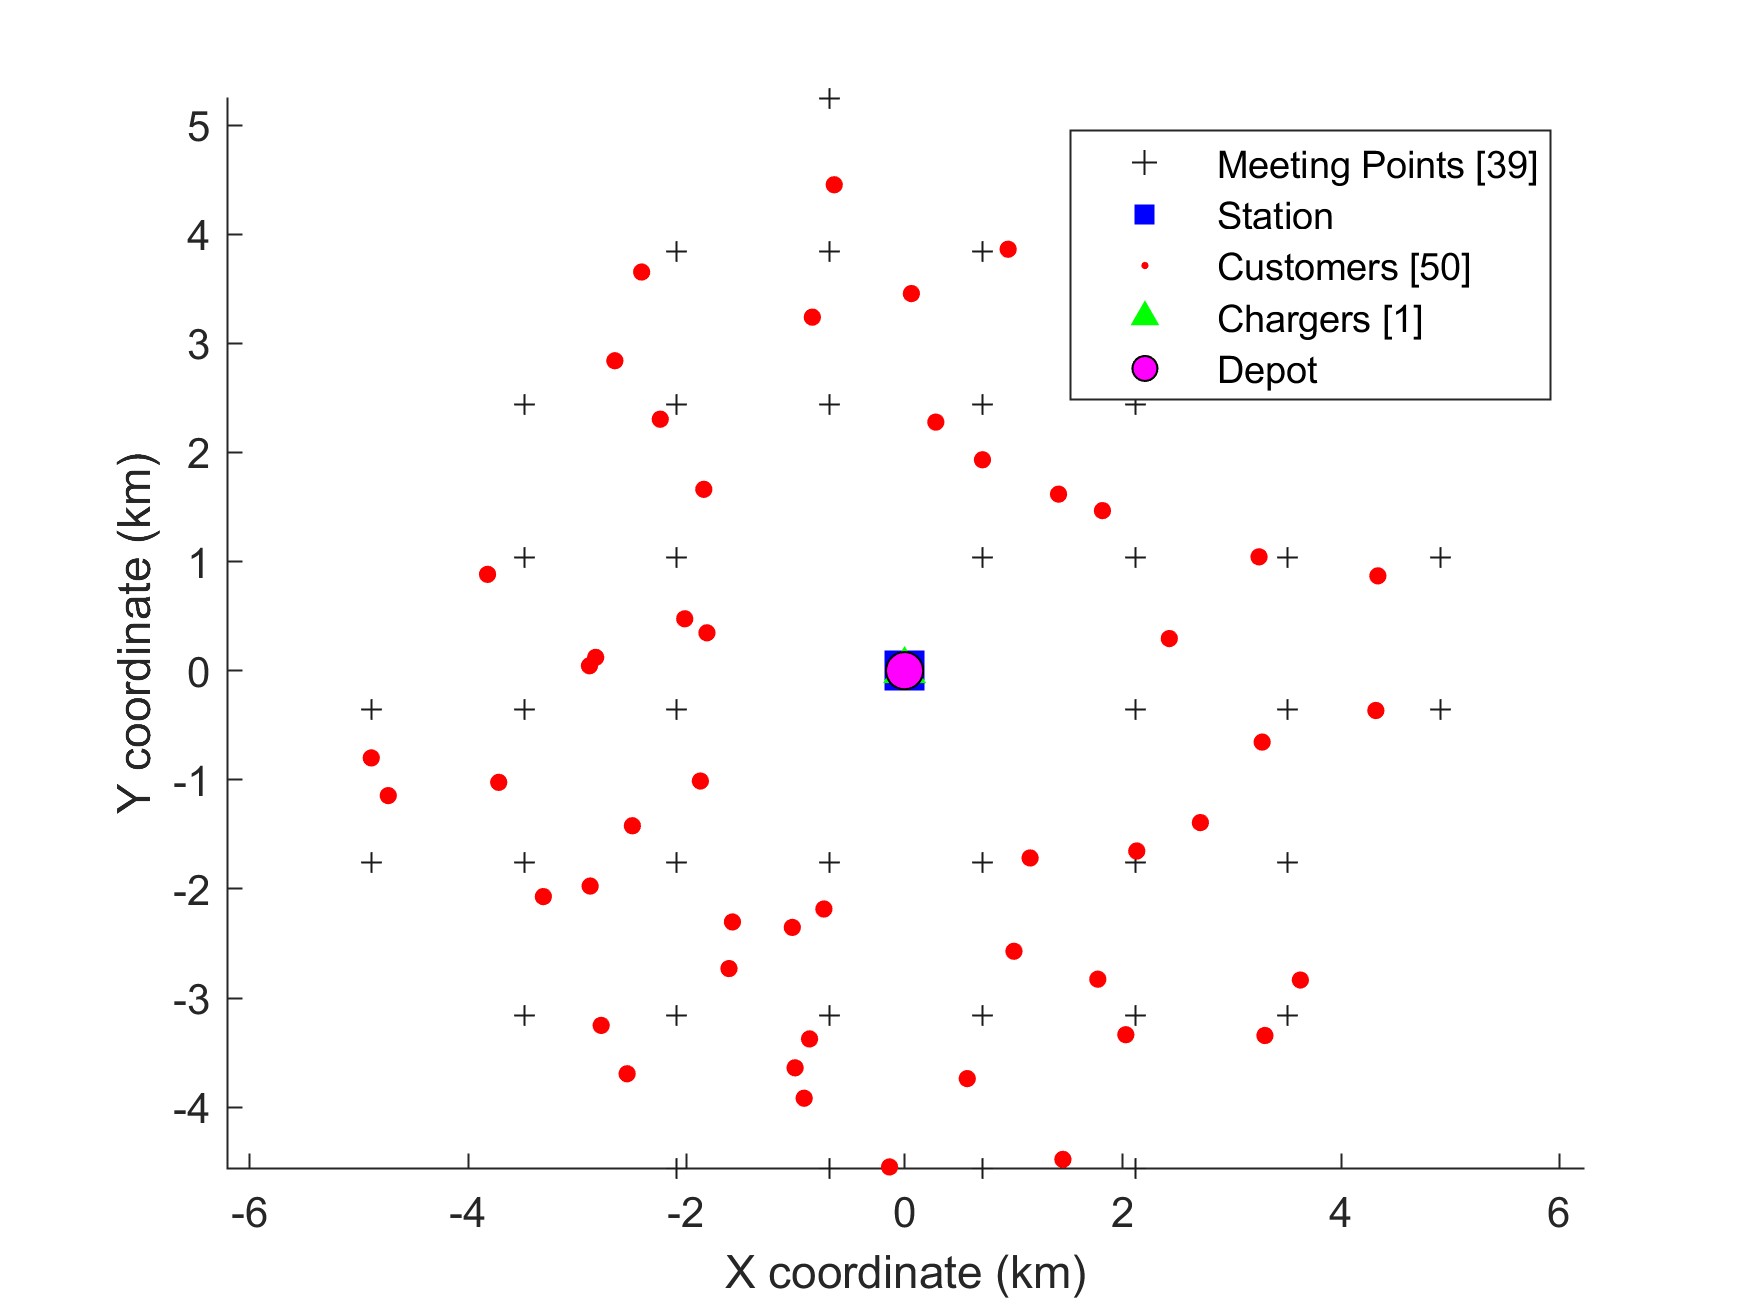 5
4
3
2
1
0
-1
-2
-3
-4
Y coordinate (km)
Meeting Points [39]
Station
Customers [50]
Chargers [1]
Depot
-6 -4 -2 0 2 4 6
X coordinate (km)